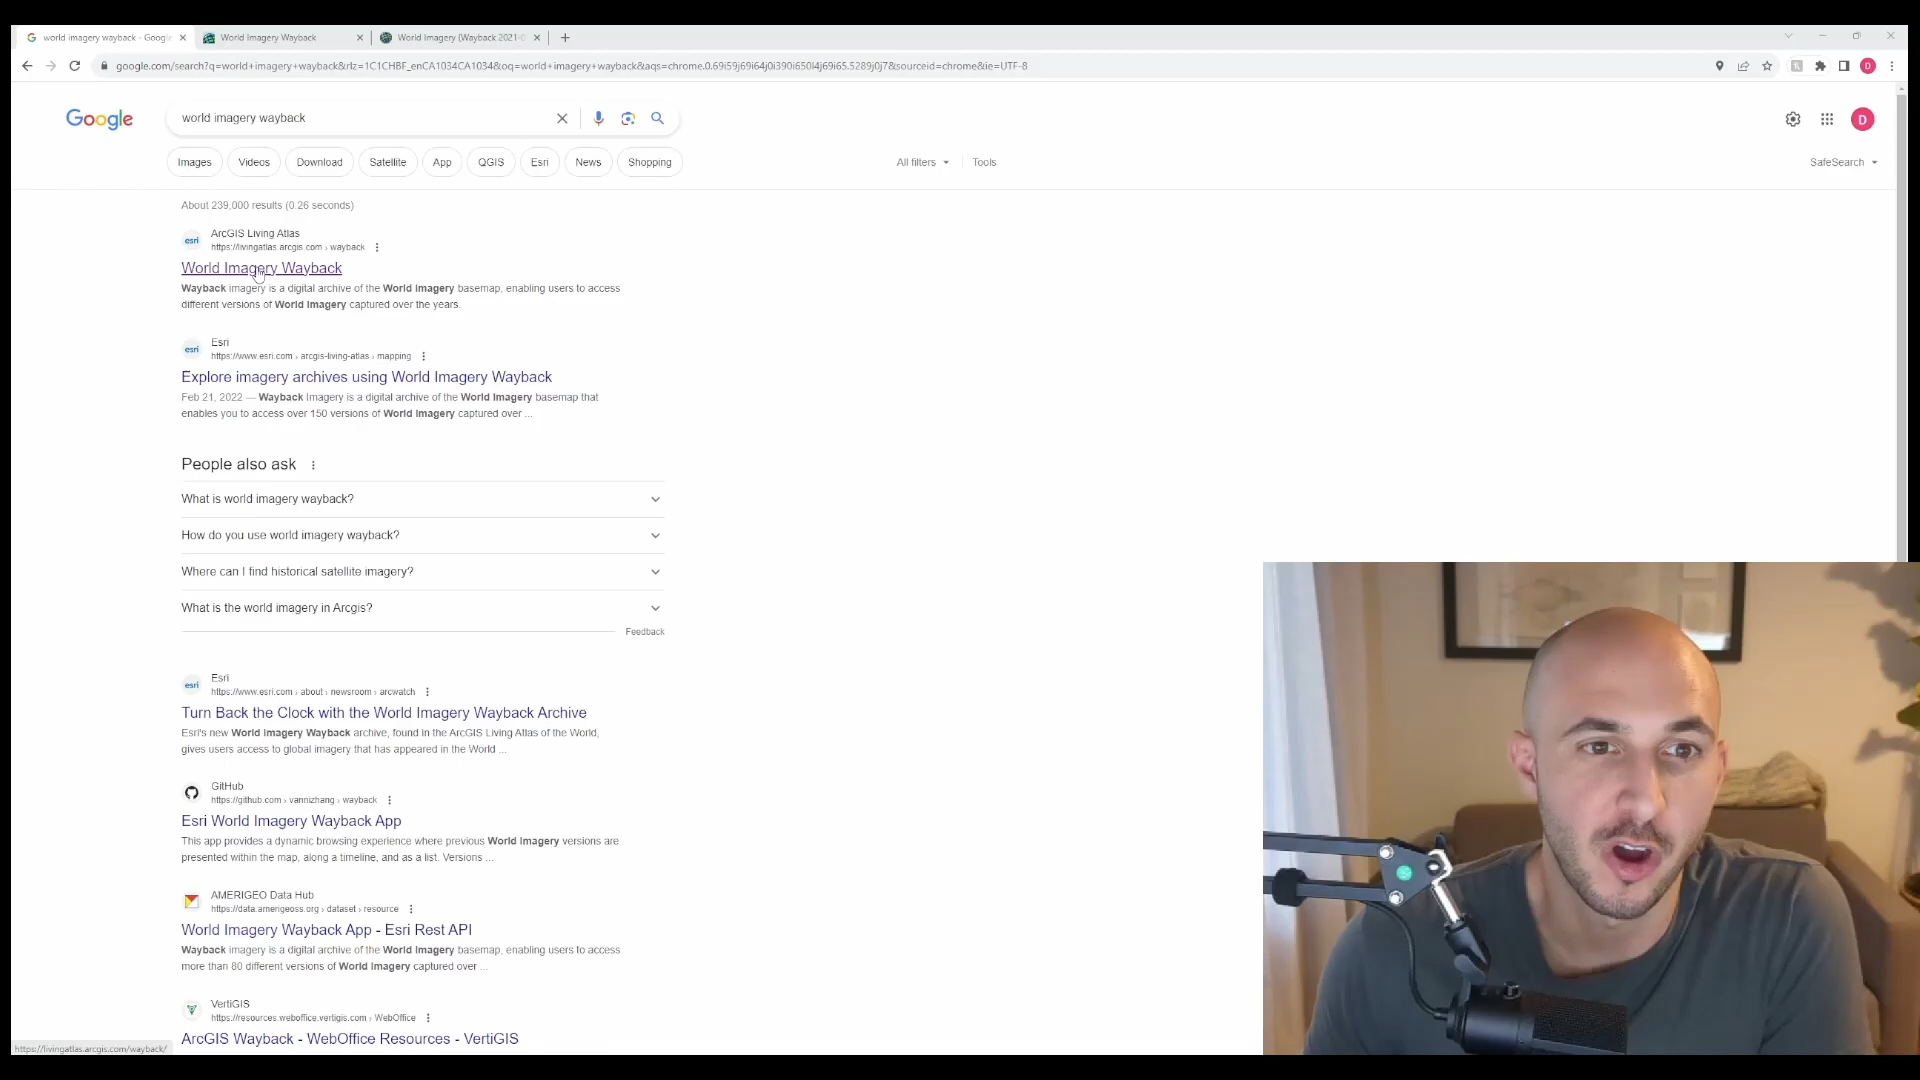 world imagery wayback - Googl
World Imagery Wayback
World Imagery (Wayback 2021-0
google.com/search?q=world+imagery+wayback&rlz=1C1CHBF_enCA1034CA1034&oq=world+imagery+wayback&aqs=chrome.0.69i59j69i64j0i390i650l4j69i65.5289j0j7&sourceid=chrome&ie=UTF-8
D
Google
world imagery wayback
D
Images
Videos
Download
Satellite
App
QGIS
Esri
News
Shopping
All filters
Tools
SafeSearch
About 239,000 results (0.26 seconds)
esri
ArcGIS Living Atlas
https://livingatlas.arcgis.com › wayback
World Imagery Wayback
Wayback imagery is a digital archive of the World Imagery basemap, enabling users to access
different versions of World Imagery captured over the years.
esri
Esri
https://www.esri.com › arcgis-living-atlas › mapping
Explore imagery archives using World Imagery Wayback
Feb 21, 2022 — Wayback Imagery is a digital archive of the World Imagery basemap that
enables you to access over 150 versions of World Imagery captured over ...
People also ask
What is world imagery wayback?
How do you use world imagery wayback?
Where can I find historical satellite imagery?
What is the world imagery in Arcgis?
Feedback
esri
Esri
https://www.esri.com › about › newsroom › arcwatch
Turn Back the Clock with the World Imagery Wayback Archive
Esri's new World Imagery Wayback archive, found in the ArcGIS Living Atlas of the World,
gives users access to global imagery that has appeared in the World ...
GitHub
https://github.com › vannizhang › wayback
Esri World Imagery Wayback App
This app provides a dynamic browsing experience where previous World Imagery versions are
presented within the map, along a timeline, and as a list. Versions ...
AMERIGEO Data Hub
https://data.amerigeoss.org › dataset › resource
World Imagery Wayback App - Esri Rest API
Wayback imagery is a digital archive of the World Imagery basemap, enabling users to access
more than 80 different versions of World Imagery captured over ...
VertiGIS
https://resources.weboffice.vertigis.com › WebOffice
ArcGIS Wayback - WebOffice Resources - VertiGIS
https://livingatlas.arcgis.com/wayback/